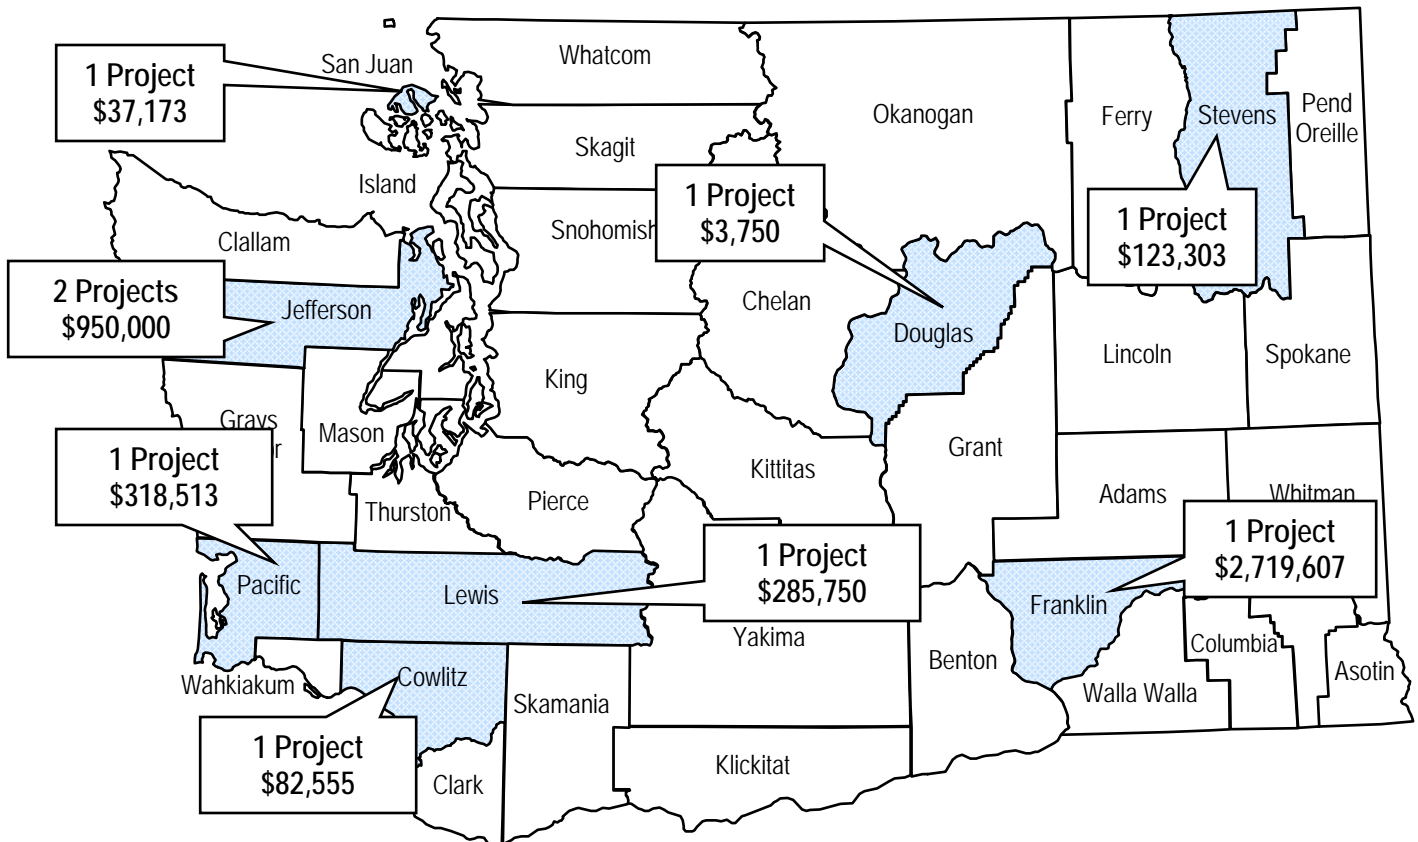 San Juan
Whatcom
1 Project
$37,173
Okanogan
Ferry
Stevens
Pend
Oreille
Skagit
Island
1 Project
$3,750
Snohomish
1 Project
$123,303
Clallam
2 Projects
$950,000
Jefferson
Chelan
Douglas
Lincoln
Spokane
King
Grays
Mason
1 Project
$318,513
Grant
Kittitas
Pierce
Thurston
Adams
Whitman
1 Project
$2,719,607
1 Project
$285,750
Pacific
Lewis
Franklin
Yakima
Columbia
Benton
Asotin
Wahkiakum
Cowlitz
Walla Walla
Skamania
1 Project
$82,555
Klickitat
Clark